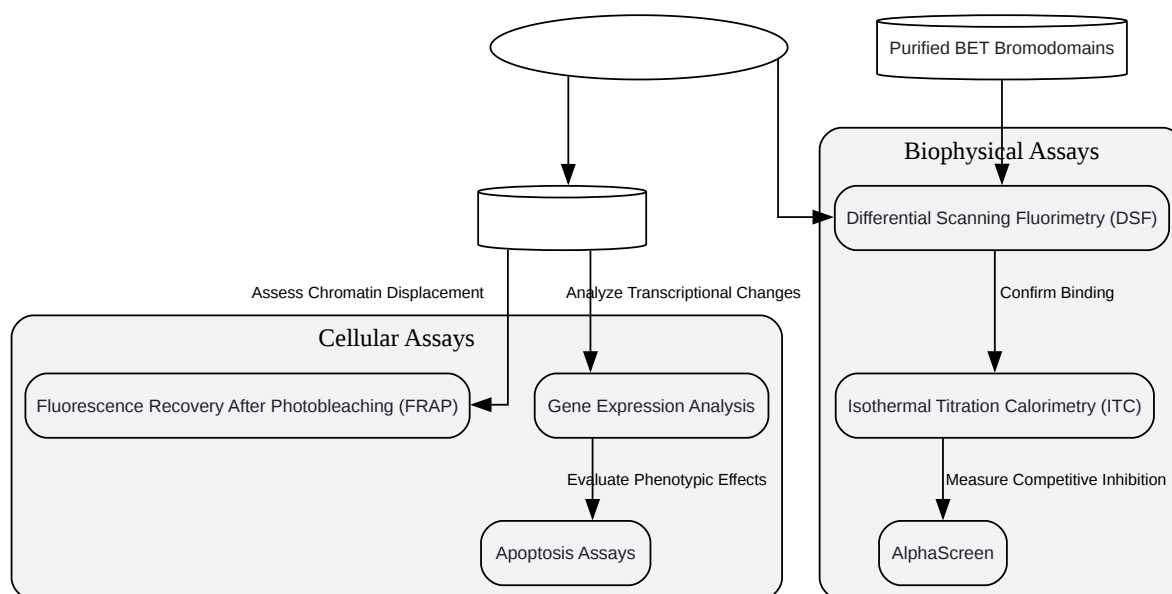 Purified BET Bromodomains
Biophysical Assays
Differential Scanning Fluorimetry (DSF)
Assess Chromatin Displacement
Analyze Transcriptional Changes
Confirm Binding
Cellular Assays
Fluorescence Recovery After Photobleaching (FRAP)
Gene Expression Analysis
Isothermal Titration Calorimetry (ITC)
Evaluate Phenotypic Effects
Measure Competitive Inhibition
Apoptosis Assays
AlphaScreen